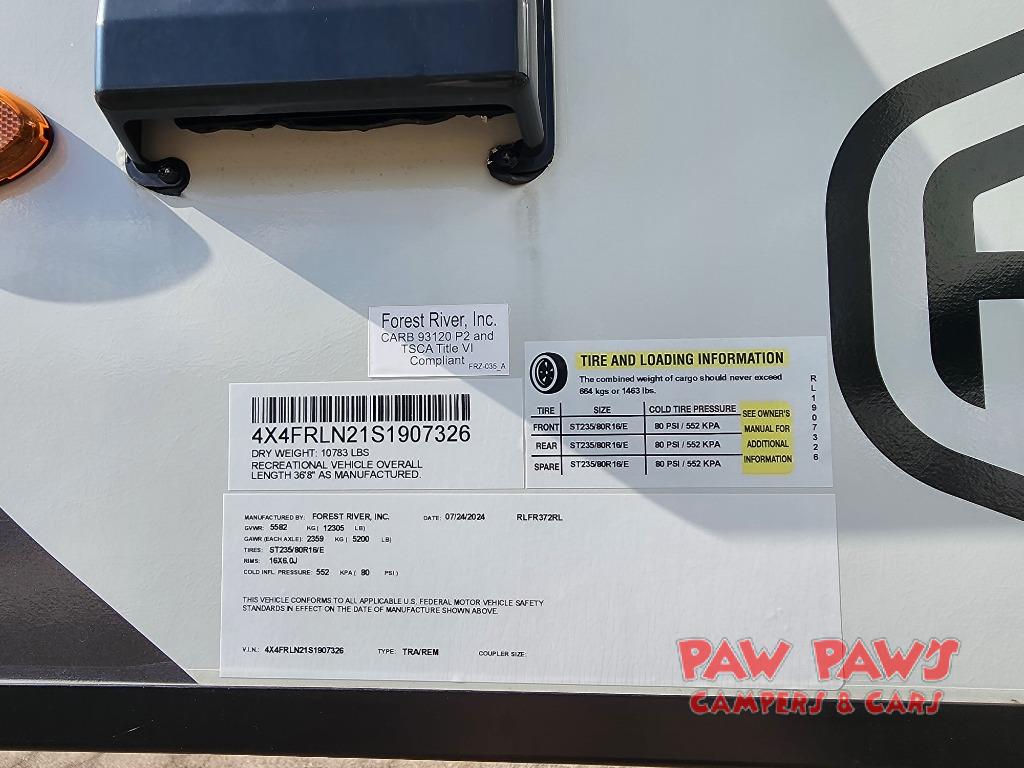 Forest River, Inc.
CARB 93120 P2 and
TSCA Title VI
Compliant
FRZ-035_A
4X4FRLN21S1907326
DRY WEIGHT: 10783 LBS
RECREATIONAL VEHICLE OVERALL
LENGTH 36'8" AS MANUFACTURED.
TIRE AND LOADING INFORMATION
The combined weight of cargo should never exceed
664 kgs or 1463 lbs.
TIRE SIZE COLD TIRE PRESSURE
FRONT ST235/80R16/E 80 PSI / 552 KPA
REAR ST235/80R16/E 80 PSI / 552 KPA
SPARE ST235/80R16/E 80 PSI / 552 KPA
SEE OWNER'S
MANUAL FOR
ADDITIONAL
INFORMATION
RL1907326
MANUFACTURED BY: FOREST RIVER, INC. DATE: 07/24/2024 RLFR372RL
GVWR: 5582 KG ( 12305 LB)
GAWR (EACH AXLE): 2359 KG ( 5200 LB)
TIRES: ST235/80R16/E
RIMS: 16X6.0J
COLD INFL. PRESSURE: 552 KPA ( 80 PSI )
THIS VEHICLE CONFORMS TO ALL APPLICABLE U.S. FEDERAL MOTOR VEHICLE SAFETY
STANDARDS IN EFFECT ON THE DATE OF MANUFACTURE SHOWN ABOVE.
V.I.N.: 4X4FRLN21S1907326 TYPE: TRA/REM COUPLER SIZE:
PAW PAW'S
CAMPERS & CARS